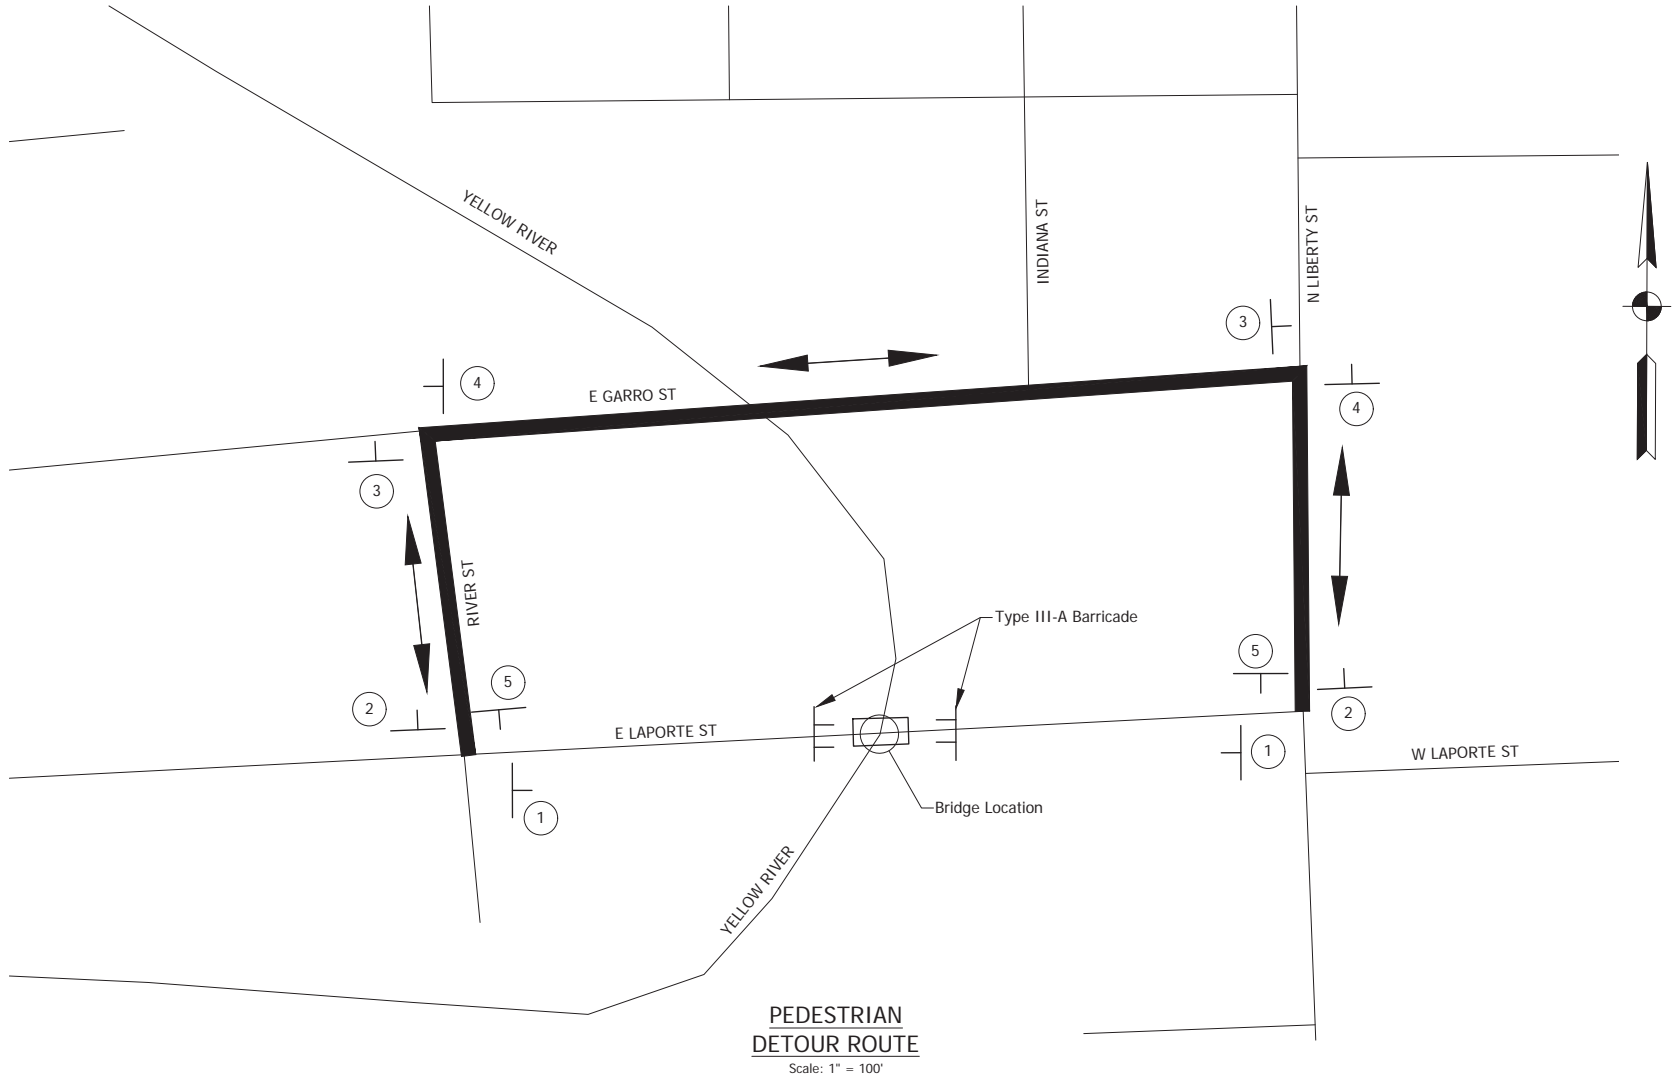 YELLOW RIVER
INDIANA ST
N LIBERTY ST
3
4
E GARRO ST
4
3
RIVER ST
Type III-A Barricade
5
5
2
2
E LAPORTE ST
1
W LAPORTE ST
1
Bridge Location
YELLOW RIVER
PEDESTRIAN
DETOUR ROUTE
Scale: 1" = 100'